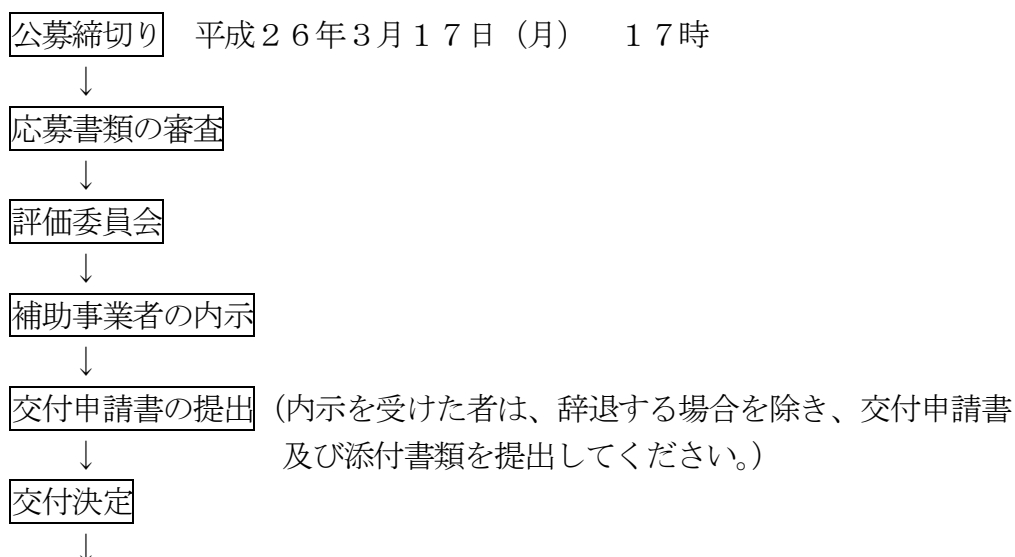 公募締切り　平成２６年３月１７日（月）　１７時
↓
応募書類の審査
↓
評価委員会
↓
補助事業者の内示
↓
交付申請書の提出（内示を受けた者は、辞退する場合を除き、交付申請書
↓　及び添付書類を提出してください。）
交付決定
↓